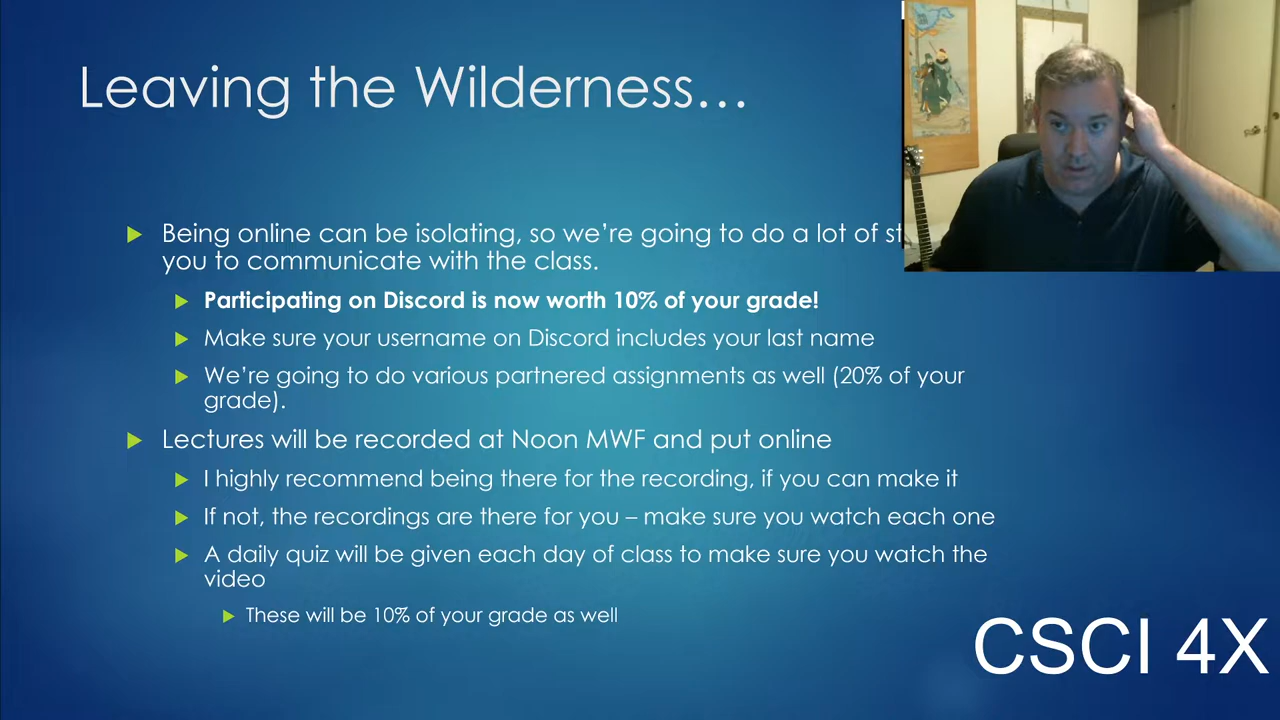 Leaving the Wilderness…
Being online can be isolating, so we're going to do a lot of
you to communicate with the class.
Participating on Discord is now worth 10% of your grade!
Make sure your username on Discord includes your last name
We're going to do various partnered assignments as well (20% of your
grade).
Lectures will be recorded at Noon MWF and put online
I highly recommend being there for the recording, if you can make it
If not, the recordings are there for you – make sure you watch each one
A daily quiz will be given each day of class to make sure you watch the
video
These will be 10% of your grade as well
CSCI 4X